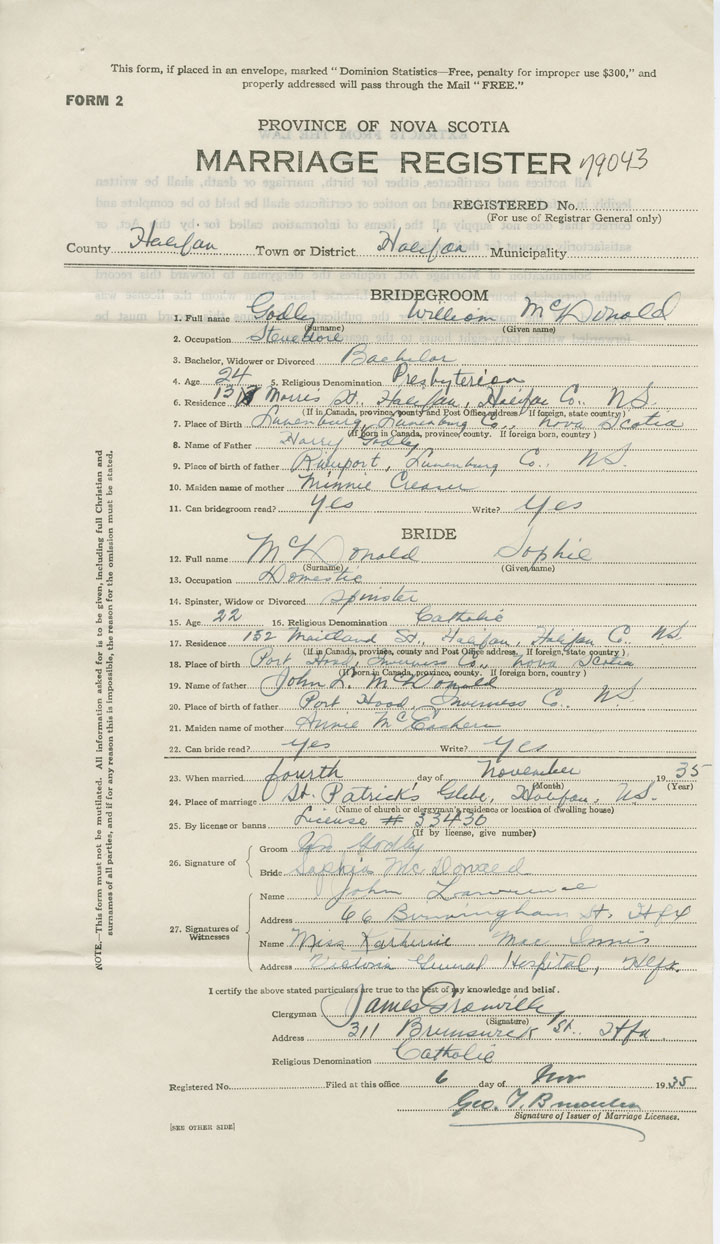 This form, if placed in an envelope, marked "Dominion Statistics—Free, penalty for improper use $300," and
properly addressed will pass through the Mail "FREE."
FORM 2
PROVINCE OF NOVA SCOTIA
MARRIAGE REGISTER 79043
REGISTERED No.
(For use of Registrar General only)
County Halifax Town or District Halifax Municipality
BRIDEGROOM
1. Full name Godly William McDonald
(Surname) (Given name)
2. Occupation Stevedore
3. Bachelor, Widower or Divorced Bachelor
4. Age 24 5. Religious Denomination Presbyterian
6. Residence Morris St., Halifax, Halifax Co., N.S.
(If in Canada, province, county and Post Office address. If foreign, state country)
7. Place of Birth Lunenburg, Lunenburg Co., Nova Scotia
(If born in Canada, province, county. If foreign born, country)
8. Name of Father Harry Godly
9. Place of birth of father Riverport, Lunenburg Co., N.S.
10. Maiden name of mother Minnie Creaser
11. Can bridegroom read? Yes Write? Yes
BRIDE
12. Full name McDonald Sophie
(Surname) (Given name)
13. Occupation Domestic
14. Spinster, Widow or Divorced Spinster
15. Age 22 16. Religious Denomination Catholic
17. Residence 152 Maitland St., Halifax, Halifax Co., N.S.
(If in Canada, province, county and Post Office address. If foreign, state country)
18. Place of birth Port Hood, Inverness Co., Nova Scotia
(If born in Canada, province, county. If foreign born, country)
19. Name of father John L. McDonald
20. Place of birth of father Port Hood, Inverness Co., N.S.
21. Maiden name of mother Annie McEachern
22. Can bride read? Yes Write? Yes
23. When married fourth day of November 1935
(Month) (Year)
24. Place of marriage St. Patrick's Glebe, Halifax, N.S.
(Name of church or clergyman's residence or location of dwelling house)
25. By license or banns License # 33430
(If by license, give number)
26. Signature of
Groom Wm Godly
Bride Sophie McDonald
27. Signatures of Witnesses
Name John Lawrence
Address 66 Birmingham St. Hfx
Name Miss Katherine Mac Innis
Address Victoria General Hospital, Hlfx.
I certify the above stated particulars are true to the best of my knowledge and belief.
Clergyman James Granville
(Signature)
Address 311 Brunswick St. Hfx.
Religious Denomination Catholic
Registered No. Filed at this office 6 day of Nov 1935
Geo. T.
Signature of Issuer of Marriage Licenses.
[SEE OTHER SIDE]
NOTE.—This form must not be mutilated. All information asked for is to be given, including full Christian and
surnames of all parties, and if for any reason this is impossible, the reason for the omission must be stated.